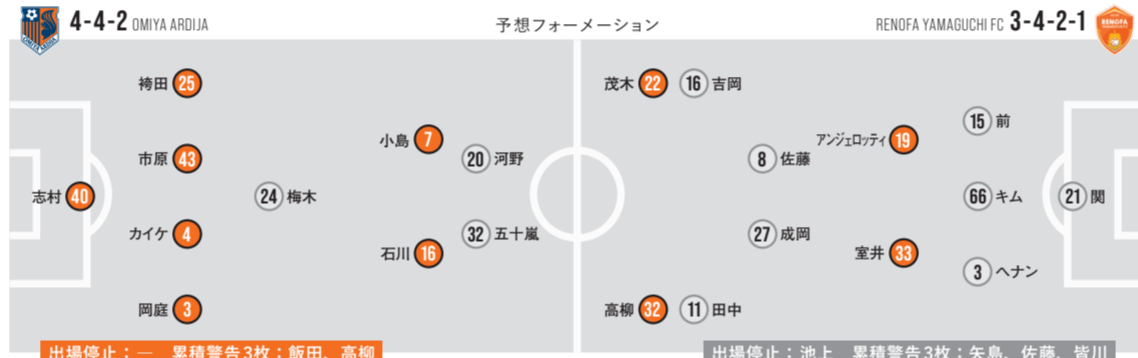 4-4-2 OMIYA ARDIJA
予想フォーメーション
RENOFA YAMAGUCHI FC 3-4-2-1
袴田 25
市原 43
志村 40
カイケ 4
岡庭 3
24 梅木
小島 7
石川 16
20 河野
32 五十嵐
茂木 22
16 吉岡
高柳 32
11 田中
8 佐藤
27 成岡
アンジェロッティ 19
室井 33
15 前
66 キム
3 ヘナン
21 関
出場停止：— 累積警告3枚：飯田、高柳
出場停止：池上 累積警告3枚：矢島、佐藤、皆川